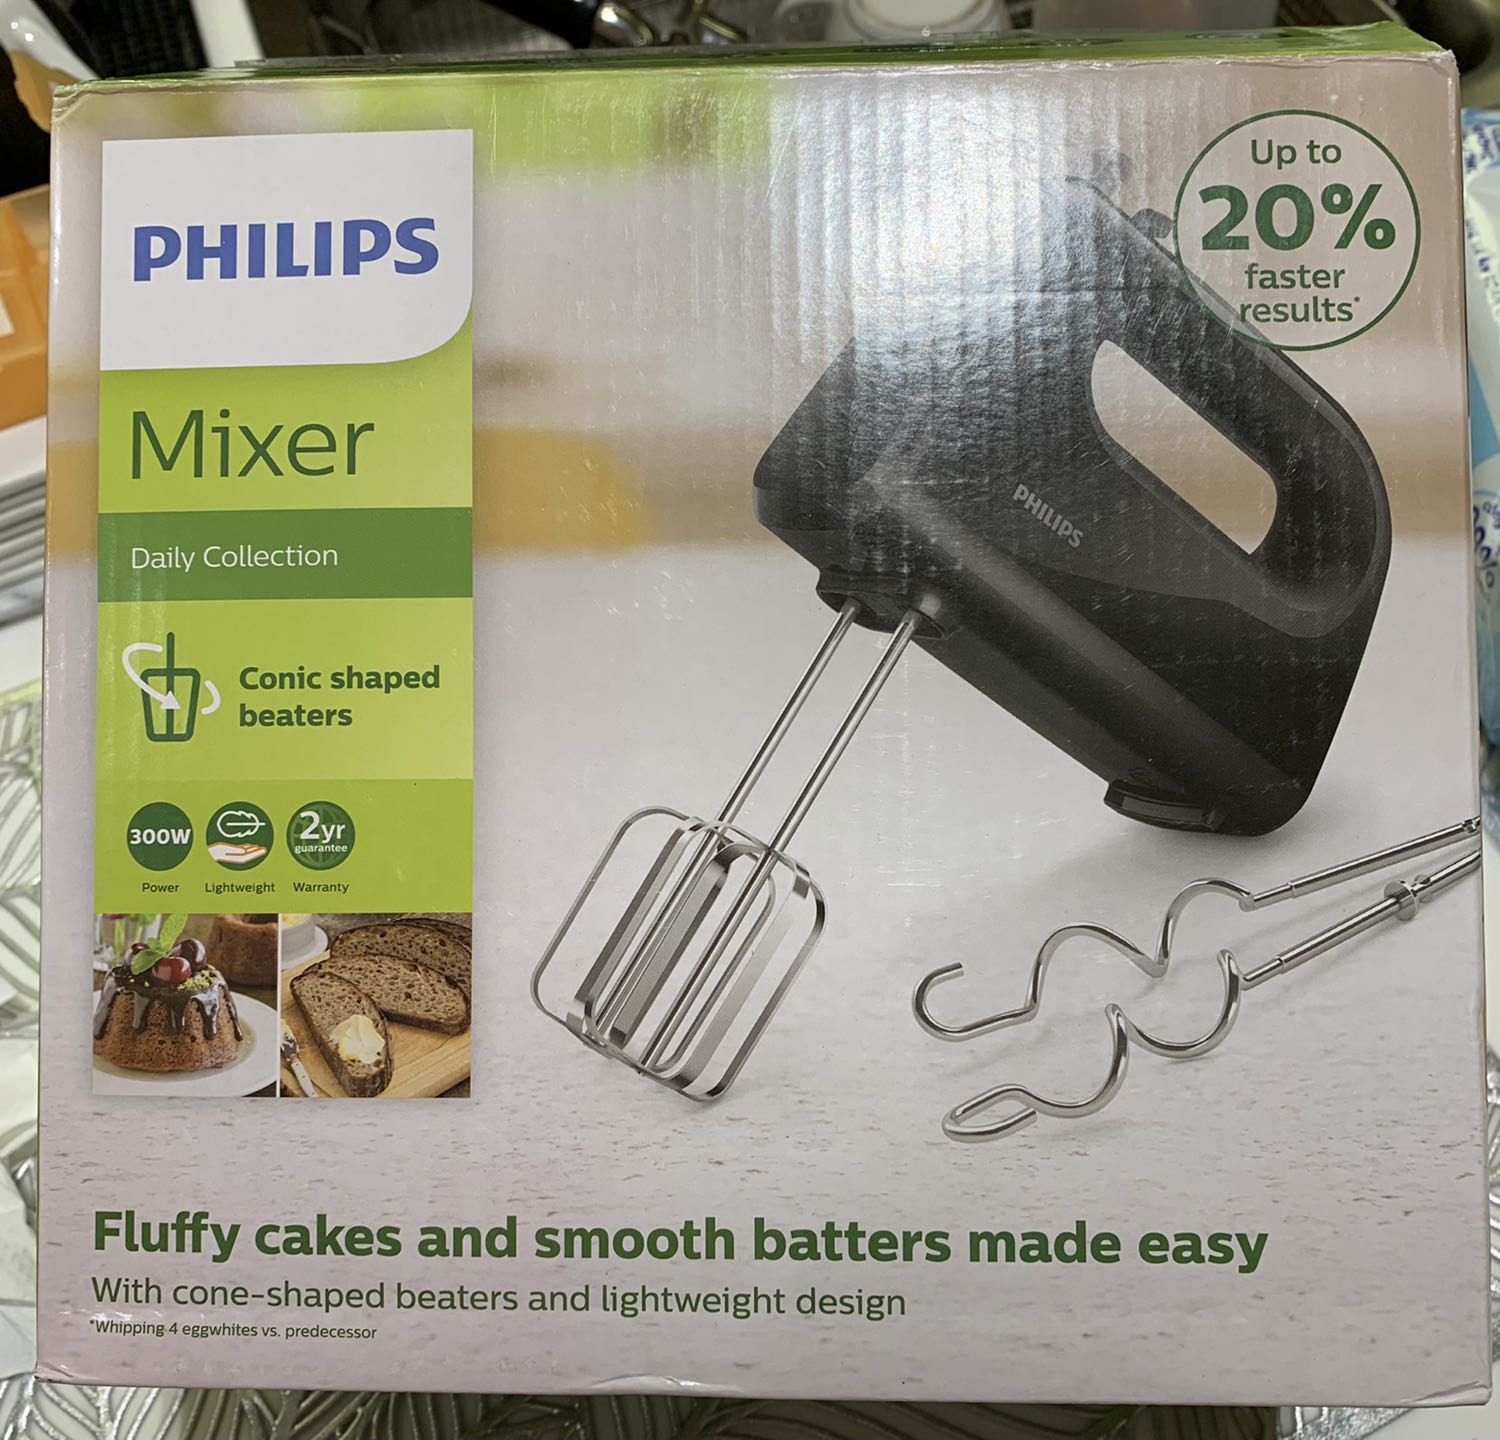 PHILIPS
Mixer
Daily Collection
Conic shaped
beaters
300W
Power
Lightweight
2yr
guarantee
Warranty
Up to
20%
faster
results*
PHILIPS
Fluffy cakes and smooth batters made easy
With cone-shaped beaters and lightweight design
*Whipping 4 eggwhites vs. predecessor